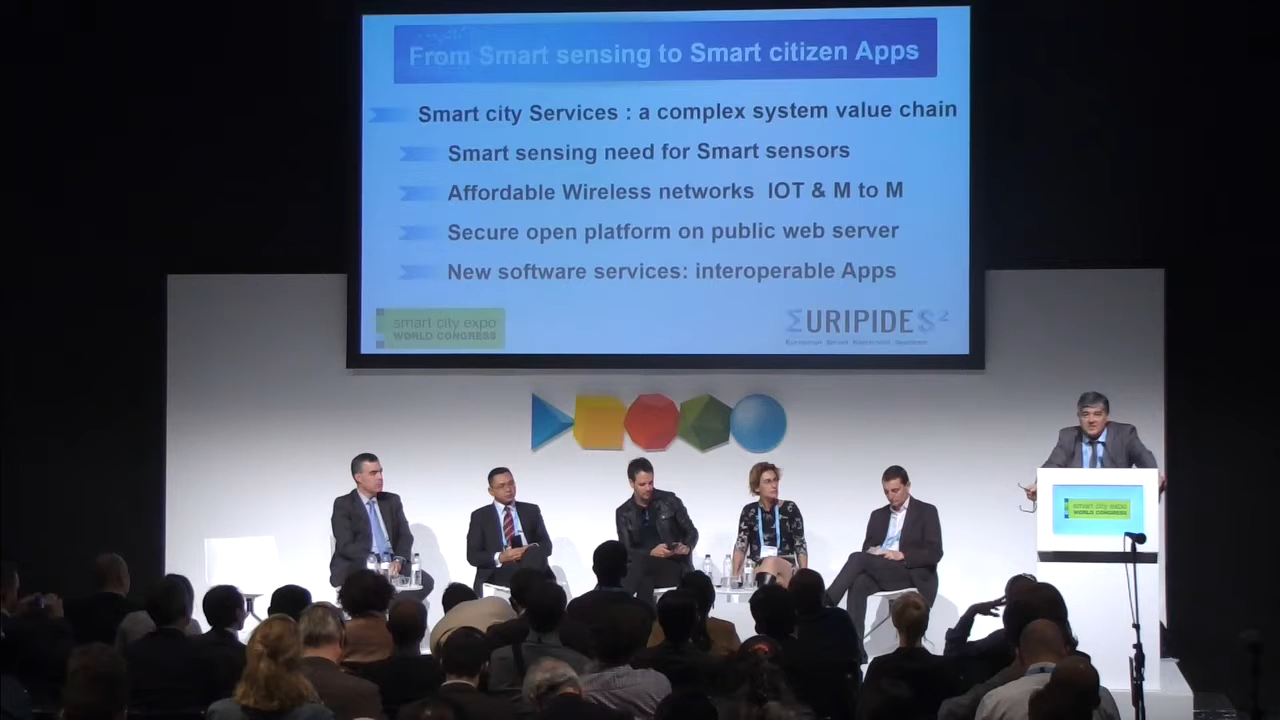 From Smart sensing to Smart citizen Apps
Smart city Services : a complex system value chain
Smart sensing need for Smart sensors
Affordable Wireless networks IOT & M to M
Secure open platform on public web server
New software services: interoperable Apps
smart city expo
WORLD CONGRESS
ΣURIPIDES²
smart city expo
WORLD CONGRESS